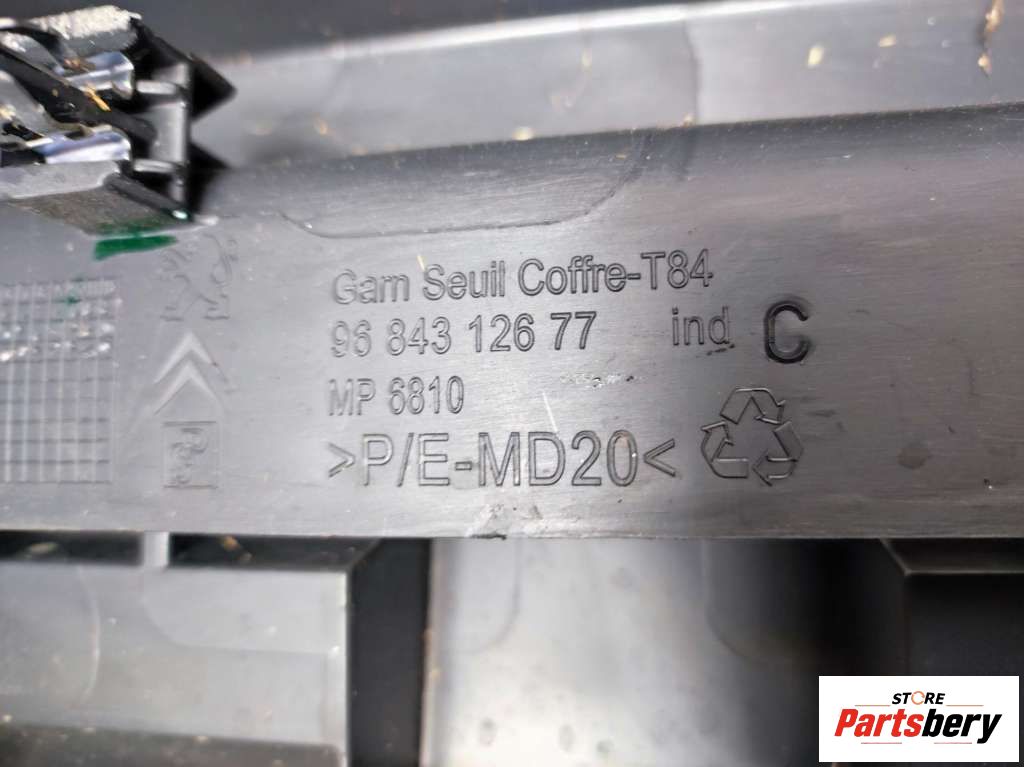 Garn Seuil Coffre-T84
96 843 126 77 ind C
MP 6810
>P/E-MD20<
STORE
Partsbery